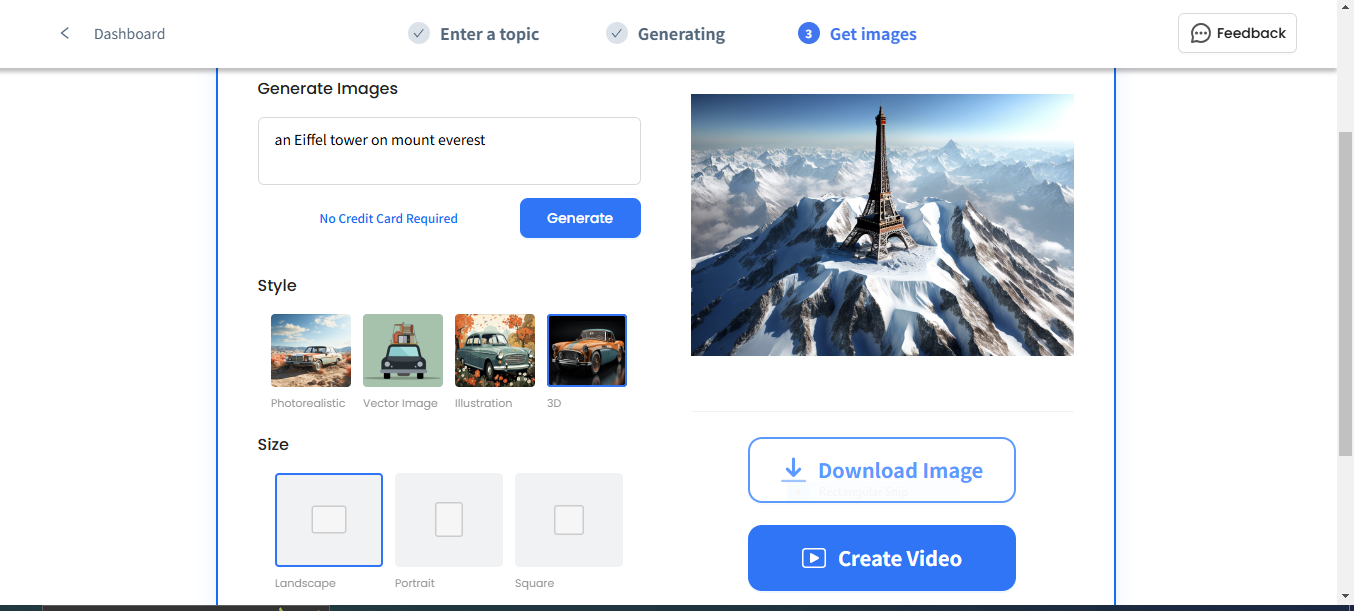 Dashboard
Enter a topic
Generating
3 Get images
Feedback
Generate Images
an Eiffel tower on mount everest
No Credit Card Required
Generate
Style
Photorealistic
Vector Image
Illustration
3D
Size
Landscape
Portrait
Square
Download Image
Create Video